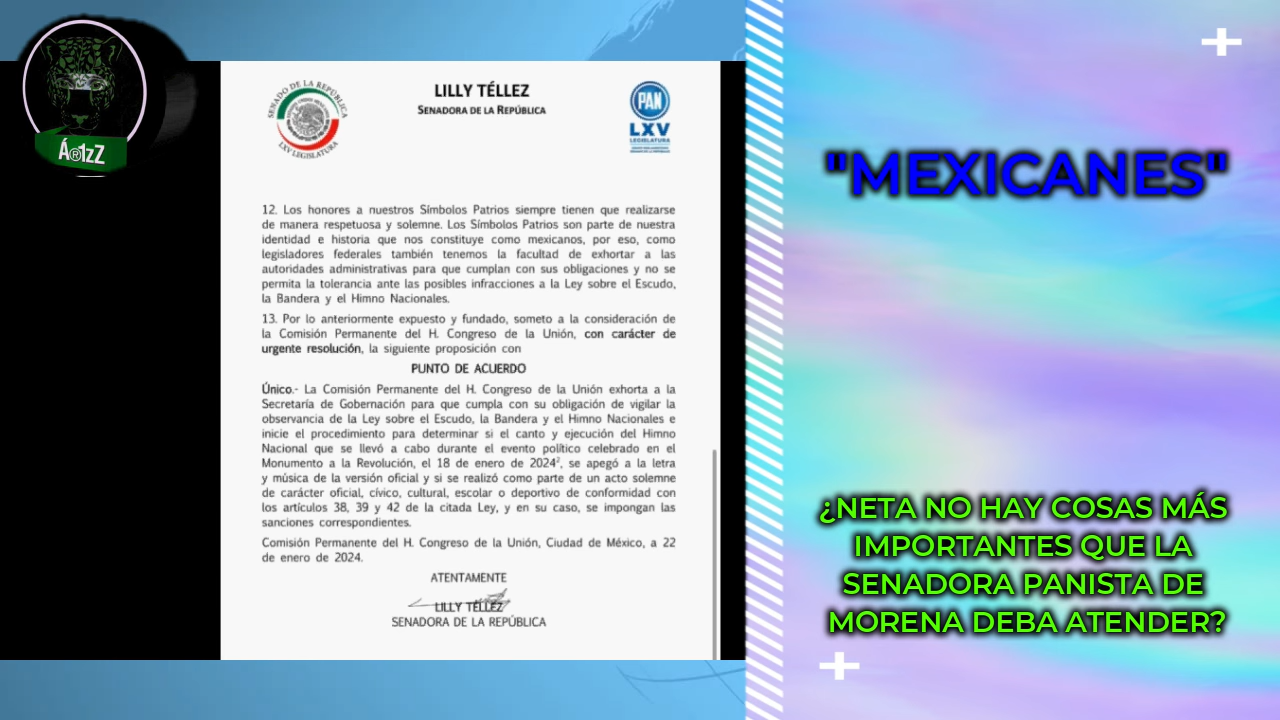 Á®1zZ
SENADO DE LA REPÚBLICA
LXV LEGISLATURA
LILLY TÉLLEZ
SENADORA DE LA REPÚBLICA
PAN
LXV
LEGISLATURA
12. Los honores a nuestros Símbolos Patrios siempre tienen que realizarse
de manera respetuosa y solemne. Los Símbolos Patrios son parte de nuestra
identidad e historia que nos constituye como mexicanos, por eso, como
legisladores federales también tenemos la facultad de exhortar a las
autoridades administrativas para que cumplan con sus obligaciones y no se
permita la tolerancia ante las posibles infracciones a la Ley sobre el Escudo,
la Bandera y el Himno Nacionales.
13. Por lo anteriormente expuesto y fundado, someto a la consideración de
la Comisión Permanente del H. Congreso de la Unión, con carácter de
urgente resolución, la siguiente proposición con
PUNTO DE ACUERDO
Único.- La Comisión Permanente del H. Congreso de la Unión exhorta a la
Secretaría de Gobernación para que cumpla con su obligación de vigilar la
observancia de la Ley sobre el Escudo, la Bandera y el Himno Nacionales e
inicie el procedimiento para determinar si el canto y ejecución del Himno
Nacional que se llevó a cabo durante el evento político celebrado en el
Monumento a la Revolución, el 18 de enero de 2024², se apegó a la letra
y música de la versión oficial y si se realizó como parte de un acto solemne
de carácter oficial, cívico, cultural, escolar o deportivo de conformidad con
los artículos 38, 39 y 42 de la citada Ley, y en su caso, se impongan las
sanciones correspondientes.
Comisión Permanente del H. Congreso de la Unión, Ciudad de México, a 22
de enero de 2024.
ATENTAMENTE
LILLY TÉLLEZ
SENADORA DE LA REPÚBLICA
"MEXICANES"
¿NETA NO HAY COSAS MÁS
IMPORTANTES QUE LA
SENADORA PANISTA DE
MORENA DEBA ATENDER?